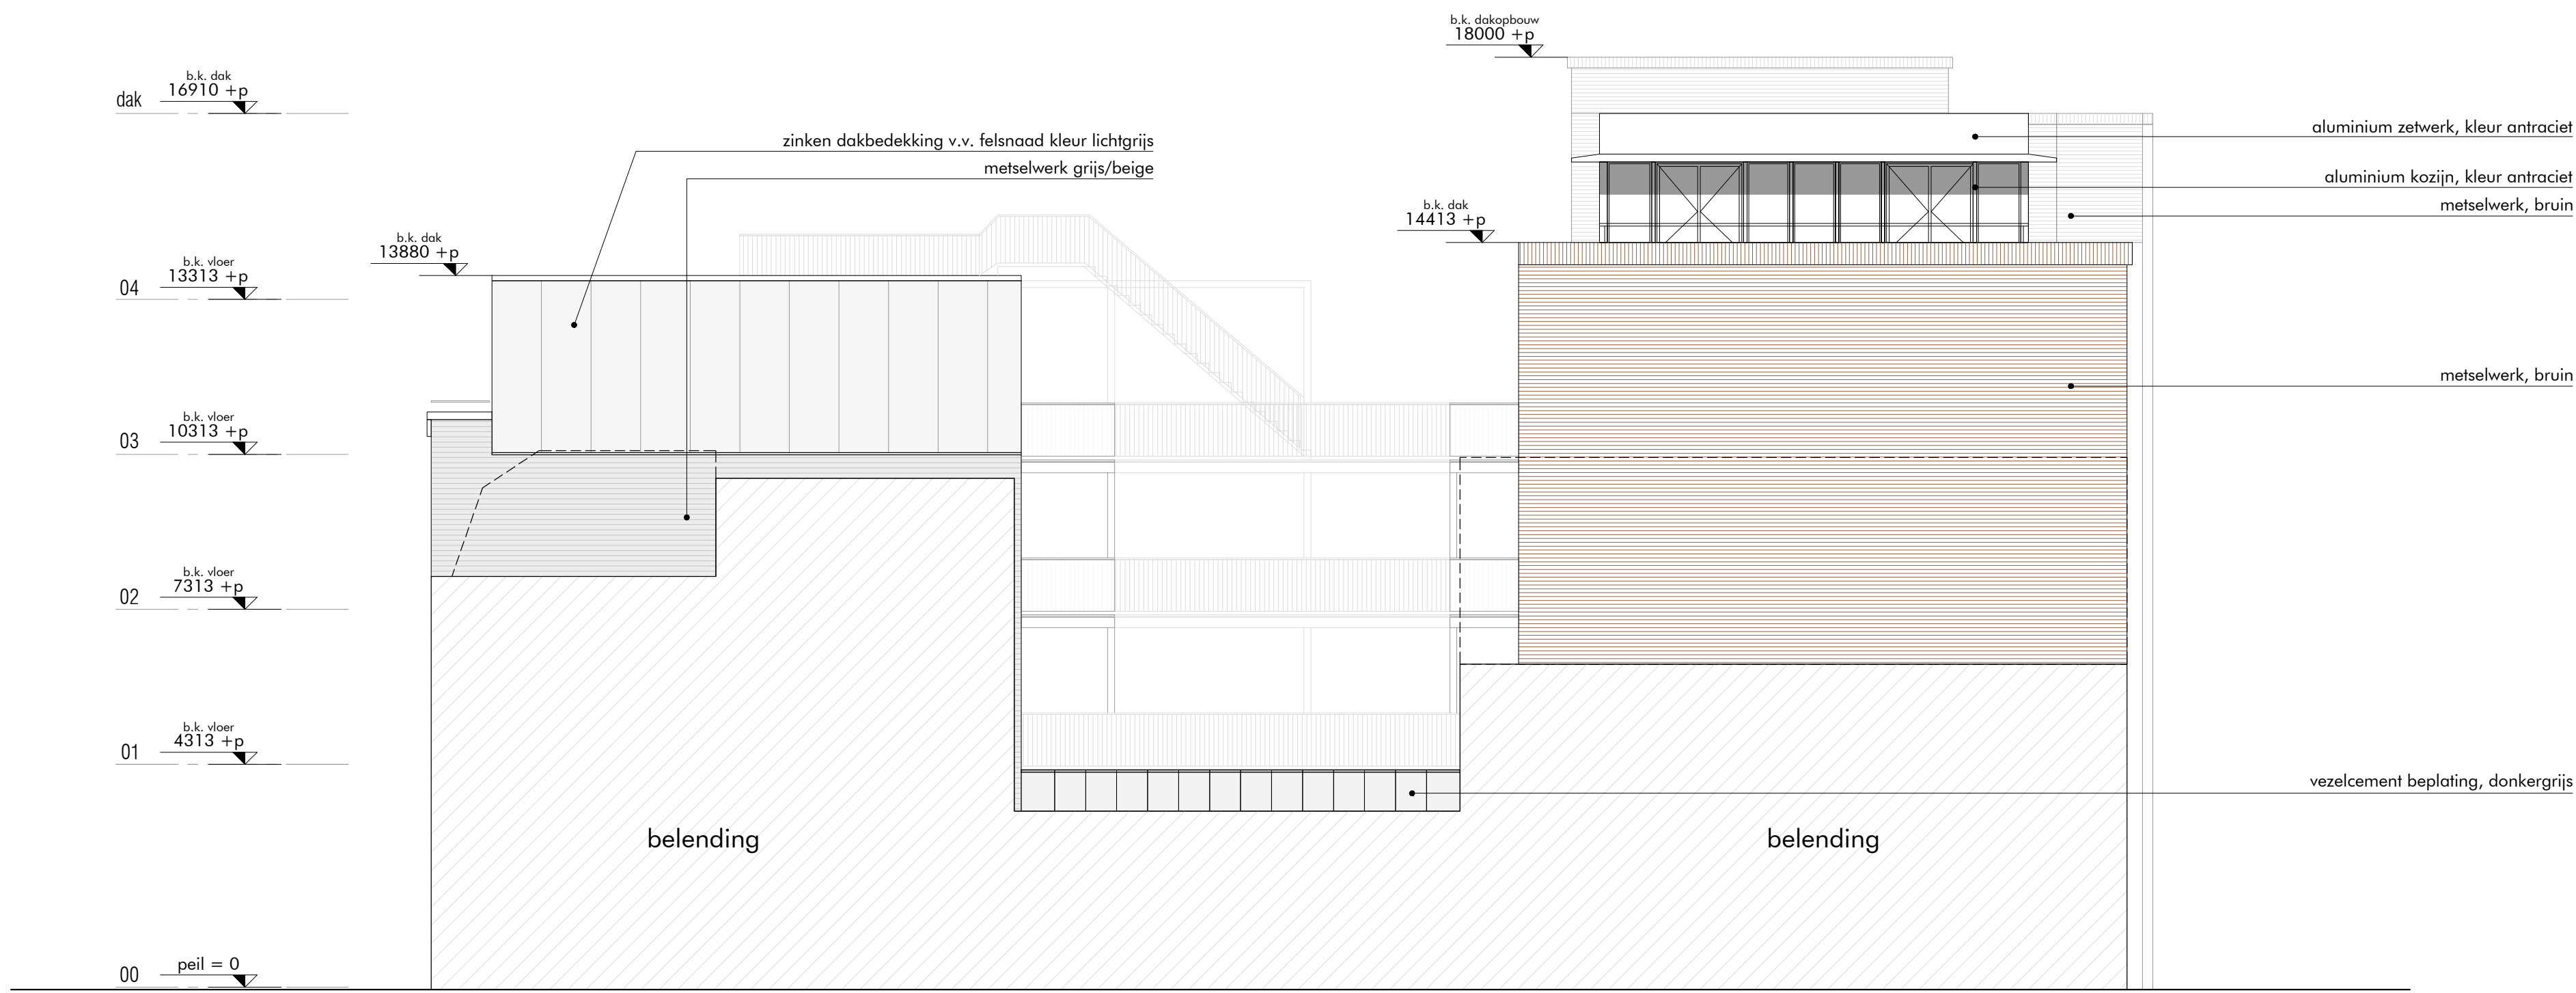 b.k. dakopbouw
18000 +p
b.k. dak
16910 +p
dak
zinken dakbedekking v.v. felsnaad kleur lichtgrijs
metselwerk grijs/beige
aluminium zetwerk, kleur antraciet
aluminium kozijn, kleur antraciet
metselwerk, bruin
b.k. dak
14413 +p
b.k. dak
13880 +p
b.k. vloer
13313 +p
04
metselwerk, bruin
b.k. vloer
10313 +p
03
b.k. vloer
7313 +p
02
b.k. vloer
4313 +p
01
vezelcement beplating, donkergrijs
belending
belending
peil = 0
00